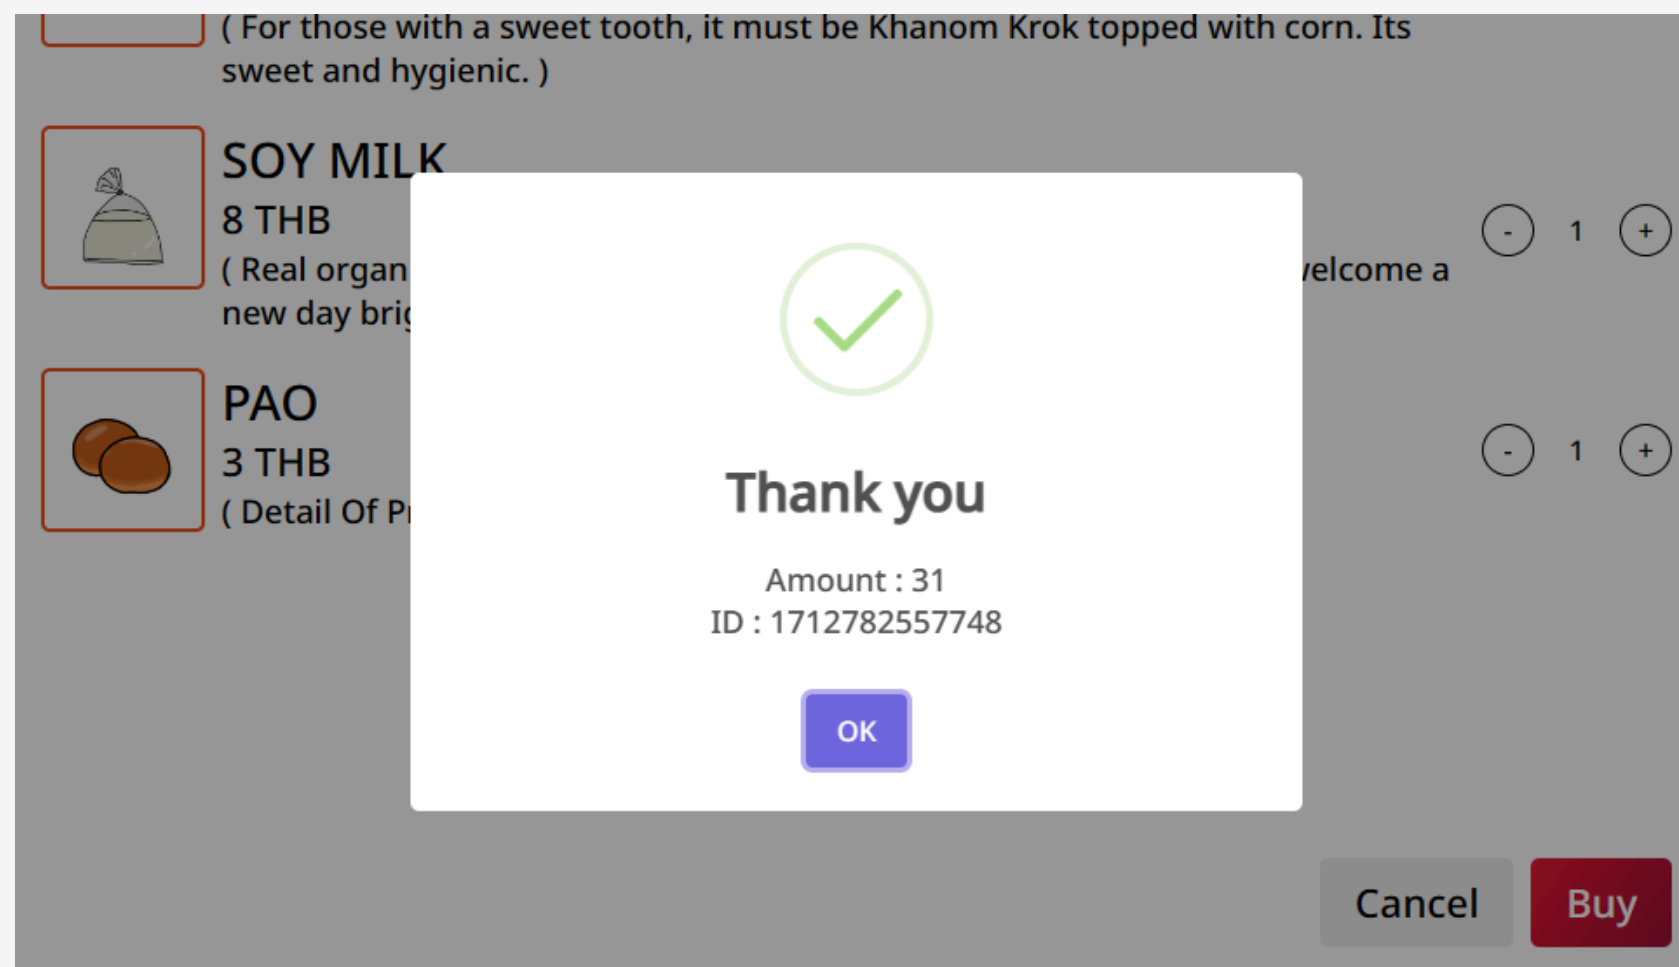 ( For those with a sweet tooth, it must be Khanom Krok topped with corn. Its
sweet and hygienic. )
SOY MILK
8 THB
- 1 +
( Real organ
elcome a
new day brig
PAO
3 THB
- 1 +
( Detail Of P
Thank you
Amount : 31
ID : 1712782557748
OK
Cancel
Buy